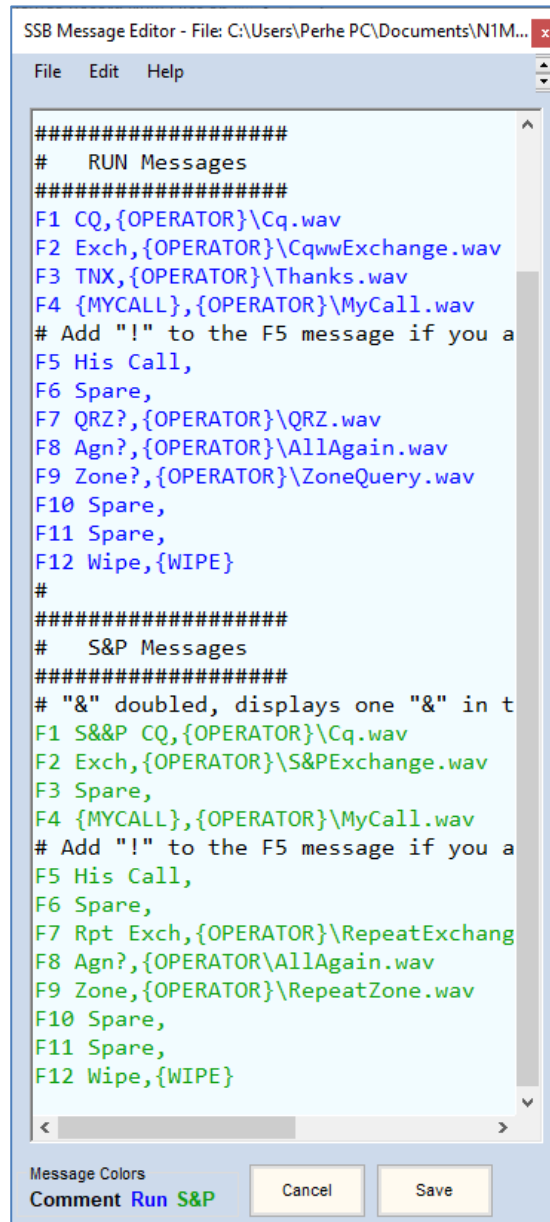 SSB Message Editor - File: C:\Users\Perhe PC\Documents\N1M... x
File Edit Help
###################
#   RUN Messages
###################
F1 CQ,{OPERATOR}\Cq.wav
F2 Exch,{OPERATOR}\CqwwExchange.wav
F3 TNX,{OPERATOR}\Thanks.wav
F4 {MYCALL},{OPERATOR}\MyCall.wav
# Add "!" to the F5 message if you a
F5 His Call,
F6 Spare,
F7 QRZ?,{OPERATOR}\QRZ.wav
F8 Agn?,{OPERATOR}\AllAgain.wav
F9 Zone?,{OPERATOR}\ZoneQuery.wav
F10 Spare,
F11 Spare,
F12 Wipe,{WIPE}
#
###################
#   S&P Messages
###################
# "&" doubled, displays one "&" in t
F1 S&&P CQ,{OPERATOR}\Cq.wav
F2 Exch,{OPERATOR}\S&PExchange.wav
F3 Spare,
F4 {MYCALL},{OPERATOR}\MyCall.wav
# Add "!" to the F5 message if you a
F5 His Call,
F6 Spare,
F7 Rpt Exch,{OPERATOR}\RepeatExchang
F8 Agn?,{OPERATOR\AllAgain.wav
F9 Zone,{OPERATOR}\RepeatZone.wav
F10 Spare,
F11 Spare,
F12 Wipe,{WIPE}
Message Colors
Comment Run S&P
Cancel
Save